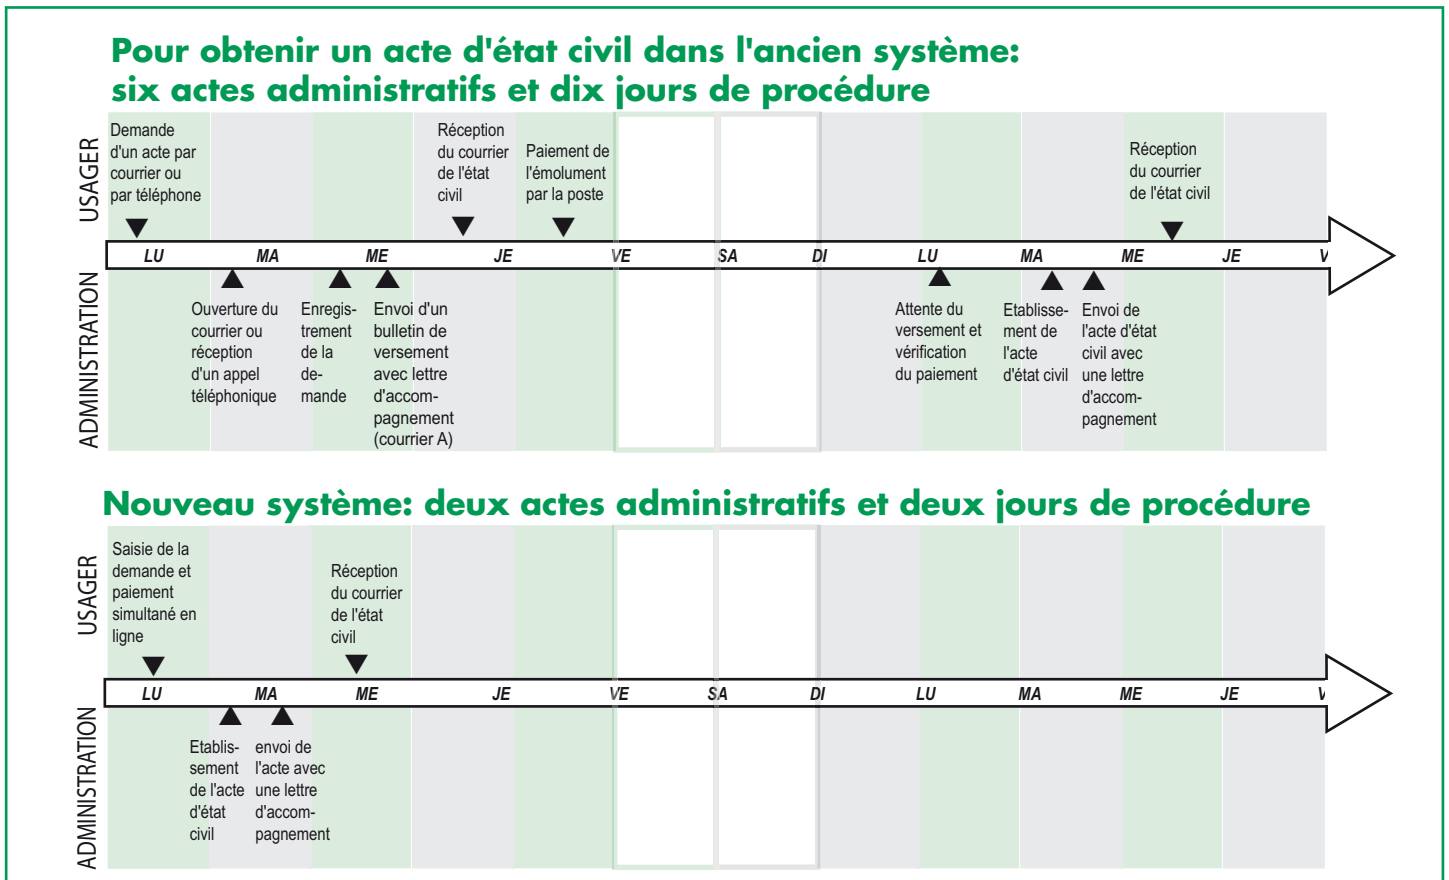 Pour obtenir un acte d'état civil dans l'ancien système:
six actes administratifs et dix jours de procédure
USAGER
Demande
d'un acte par
courrier ou
par téléphone
Réception
du courrier
de l'état
civil
Paiement de
l'émolument
par la poste
Réception
du courrier
de l'état civil
LU MA ME JE VE SA DI LU MA ME JE V
ADMINISTRATION
Ouverture du
courrier ou
réception
d'un appel
téléphonique
Enregis-
trement
de la
de-
mande
Envoi d'un
bulletin de
versement
avec lettre
d'accom-
pagnement
(courrier A)
Attente du
versement et
vérification
du paiement
Etablisse-
ment de
l'acte
d'état civil
Envoi de
l'acte d'état
civil avec
une lettre
d'accom-
pagnement
Nouveau système: deux actes administratifs et deux jours de procédure
USAGER
Saisie de la
demande et
paiement
simultané en
ligne
Réception
du courrier
de l'état
civil
LU MA ME JE VE SA DI LU MA ME JE V
ADMINISTRATION
Etablis-
sement
de l'acte
d'état
civil
envoi de
l'acte avec
une lettre
d'accom-
pagnement